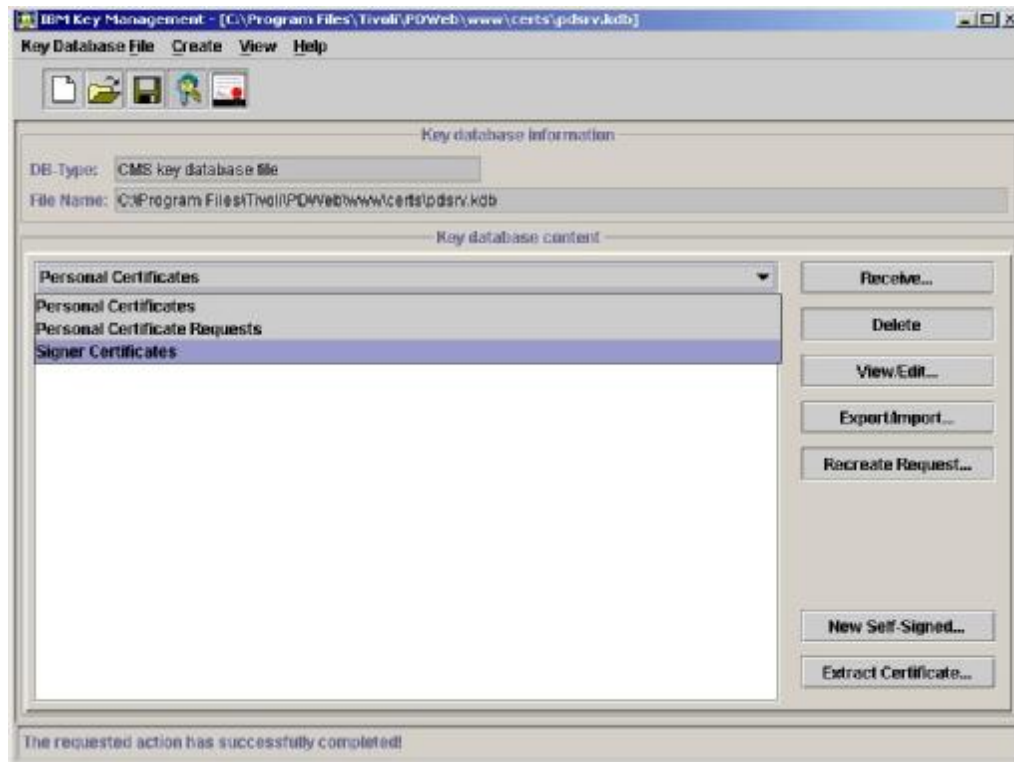 IBM Key Management - [C:\Program Files\Tivoli\PDWeb\www\certs\pdsrv.kdb]
Key Database File Create View Help
Key database information
DB-Type: CMS key database file
File Name: C:\Program Files\Tivoli\PDWeb\www\certs\pdsrv.kdb
Key database content
Personal Certificates
Receive...
Personal Certificates
Personal Certificate Requests
Delete
Signer Certificates
View/Edit...
Export/Import...
Recreate Request...
New Self-Signed...
Extract Certificate...
The requested action has successfully completed!